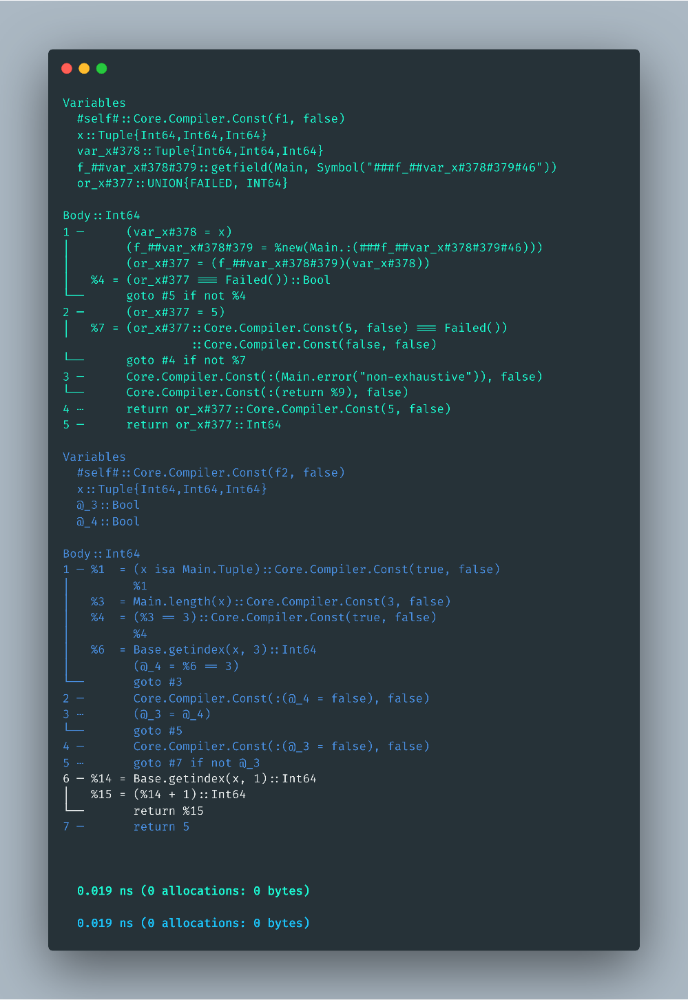 Variables
  #self#::Core.Compiler.Const(f1, false)
  x::Tuple{Int64,Int64,Int64}
  var_x#378::Tuple{Int64,Int64,Int64}
  f_##var_x#378#379::getfield(Main, Symbol("###f_##var_x#378#379#46"))
  or_x#377::UNION{FAILED, INT64}

Body::Int64
1 ─      (var_x#378 = x)
│        (f_##var_x#378#379 = %new(Main.:(###f_##var_x#378#379#46)))
│        (or_x#377 = (f_##var_x#378#379)(var_x#378))
│   %4 = (or_x#377 === Failed())::Bool
└──      goto #5 if not %4
2 ─      (or_x#377 = 5)
│   %7 = (or_x#377::Core.Compiler.Const(5, false) === Failed())
                  ::Core.Compiler.Const(false, false)
└──      goto #4 if not %7
3 ─      Core.Compiler.Const(:(Main.error("non-exhaustive")), false)
└──      Core.Compiler.Const(:(return %9), false)
4 ┄      return or_x#377::Core.Compiler.Const(5, false)
5 ─      return or_x#377::Int64

Variables
  #self#::Core.Compiler.Const(f2, false)
  x::Tuple{Int64,Int64,Int64}
  @_3::Bool
  @_4::Bool

Body::Int64
1 ─ %1  = (x isa Main.Tuple)::Core.Compiler.Const(true, false)
│         %1
│   %3  = Main.length(x)::Core.Compiler.Const(3, false)
│   %4  = (%3 == 3)::Core.Compiler.Const(true, false)
│         %4
│   %6  = Base.getindex(x, 3)::Int64
│         (@_4 = %6 == 3)
└──       goto #3
2 ─       Core.Compiler.Const(:(@_4 = false), false)
3 ┄       (@_3 = @_4)
└──       goto #5
4 ─       Core.Compiler.Const(:(@_3 = false), false)
5 ┄       goto #7 if not @_3
6 ─ %14 = Base.getindex(x, 1)::Int64
│   %15 = (%14 + 1)::Int64
└──       return %15
7 ─       return 5

  0.019 ns (0 allocations: 0 bytes)

  0.019 ns (0 allocations: 0 bytes)